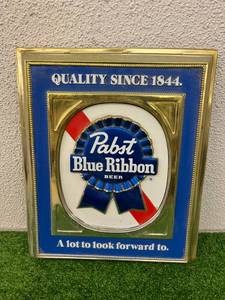 QUALITY SINCE 1844.
Pabst
Blue Ribbon
BEER ®
A lot to look forward to.